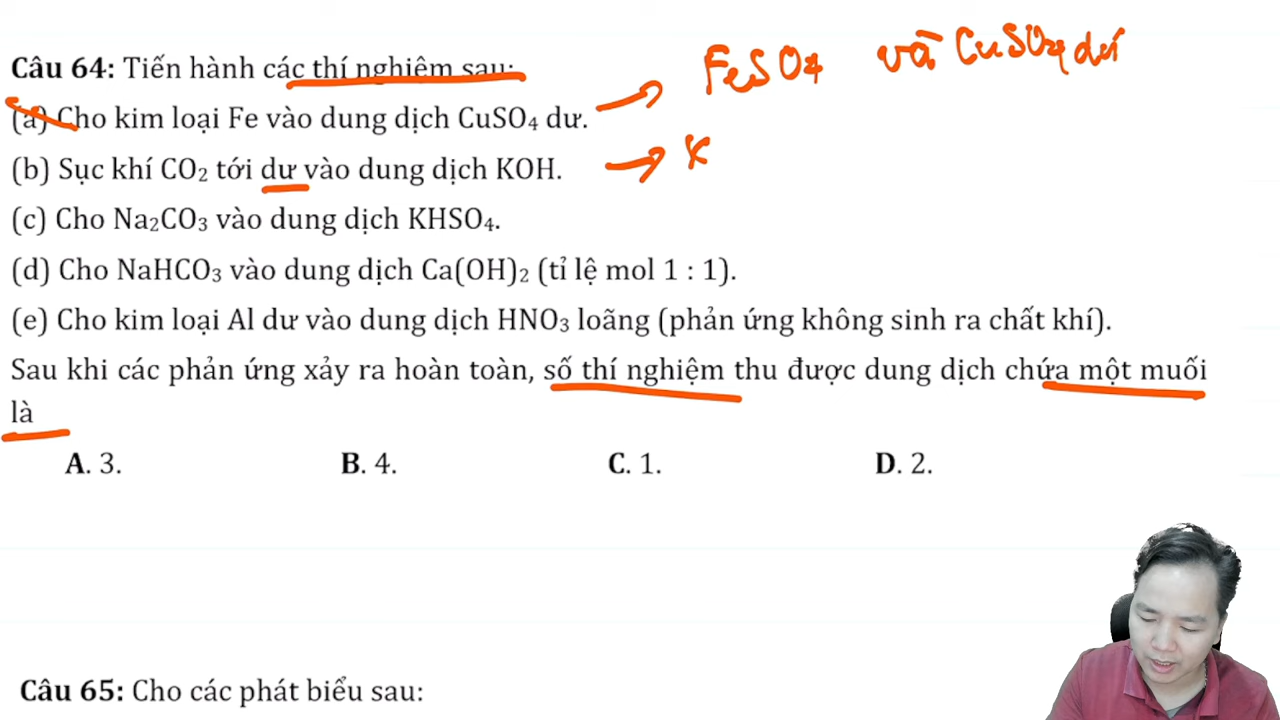 Câu 64: Tiến hành các thí nghiệm sau:
FeSO4 và CuSO4 dư
(a) Cho kim loại Fe vào dung dịch CuSO₄ dư.
(b) Sục khí CO₂ tới dư vào dung dịch KOH.
K
(c) Cho Na₂CO₃ vào dung dịch KHSO₄.
(d) Cho NaHCO₃ vào dung dịch Ca(OH)₂ (tỉ lệ mol 1 : 1).
(e) Cho kim loại Al dư vào dung dịch HNO₃ loãng (phản ứng không sinh ra chất khí).
Sau khi các phản ứng xảy ra hoàn toàn, số thí nghiệm thu được dung dịch chứa một muối
là
A. 3. B. 4. C. 1. D. 2.
Câu 65: Cho các phát biểu sau: